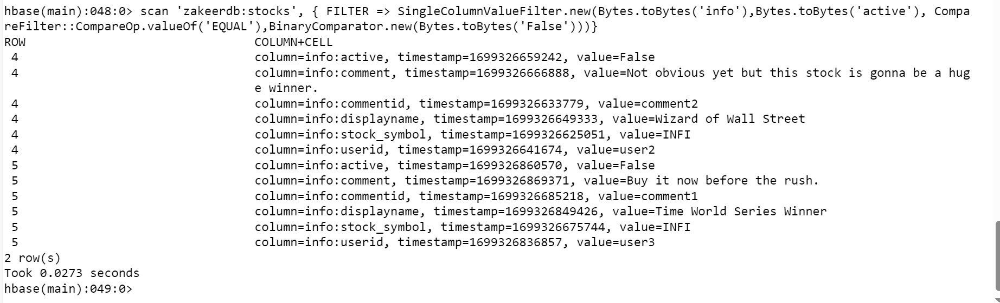 hbase(main):048:0> scan 'zakeerdb:stocks', { FILTER => SingleColumnValueFilter.new(Bytes.toBytes('info'),Bytes.toBytes('active'), Compa
reFilter::CompareOp.valueOf('EQUAL'),BinaryComparator.new(Bytes.toBytes('False')))}
ROW COLUMN+CELL
4 column=info:active, timestamp=1699326659242, value=False
4 column=info:comment, timestamp=1699326666888, value=Not obvious yet but this stock is gonna be a hug
e winner.
4 column=info:commentid, timestamp=1699326633779, value=comment2
4 column=info:displayname, timestamp=1699326649333, value=Wizard of Wall Street
4 column=info:stock_symbol, timestamp=1699326625051, value=INFI
4 column=info:userid, timestamp=1699326641674, value=user2
5 column=info:active, timestamp=1699326860570, value=False
5 column=info:comment, timestamp=1699326869371, value=Buy it now before the rush.
5 column=info:commentid, timestamp=1699326685218, value=comment1
5 column=info:displayname, timestamp=1699326849426, value=Time World Series Winner
5 column=info:stock_symbol, timestamp=1699326675744, value=INFI
5 column=info:userid, timestamp=1699326836857, value=user3
2 row(s)
Took 0.0273 seconds
hbase(main):049:0>